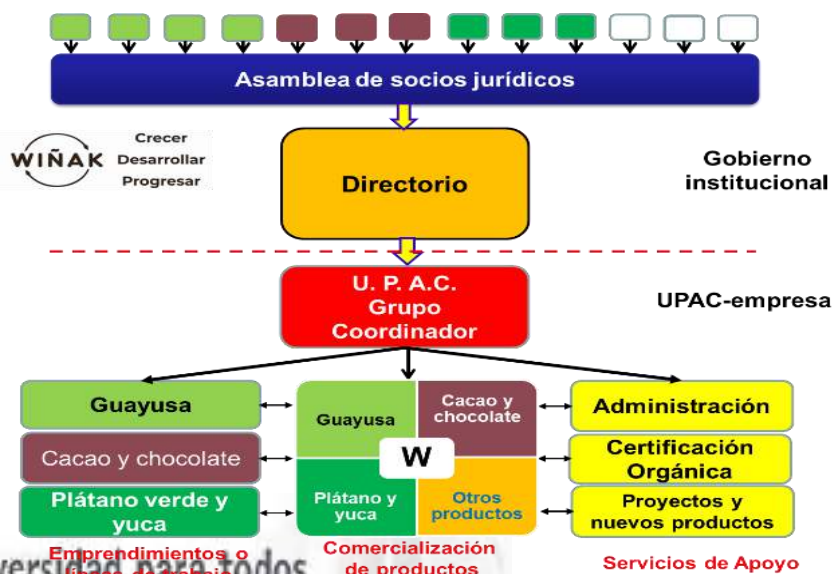 Asamblea de socios jurídicos
WIÑAK
Crecer
Desarrollar
Progresar
Directorio
Gobierno
institucional
U. P. A.C.
Grupo
Coordinador
UPAC-empresa
Guayusa
Cacao y chocolate
Plátano verde y
yuca
Guayusa
Cacao y
chocolate
W
Plátano y
yuca
Otros
productos
Administración
Certificación
Orgánica
Proyectos y
nuevos productos
Emprendimientos o
para todos
Comercialización
de productos
Servicios de Apoyo